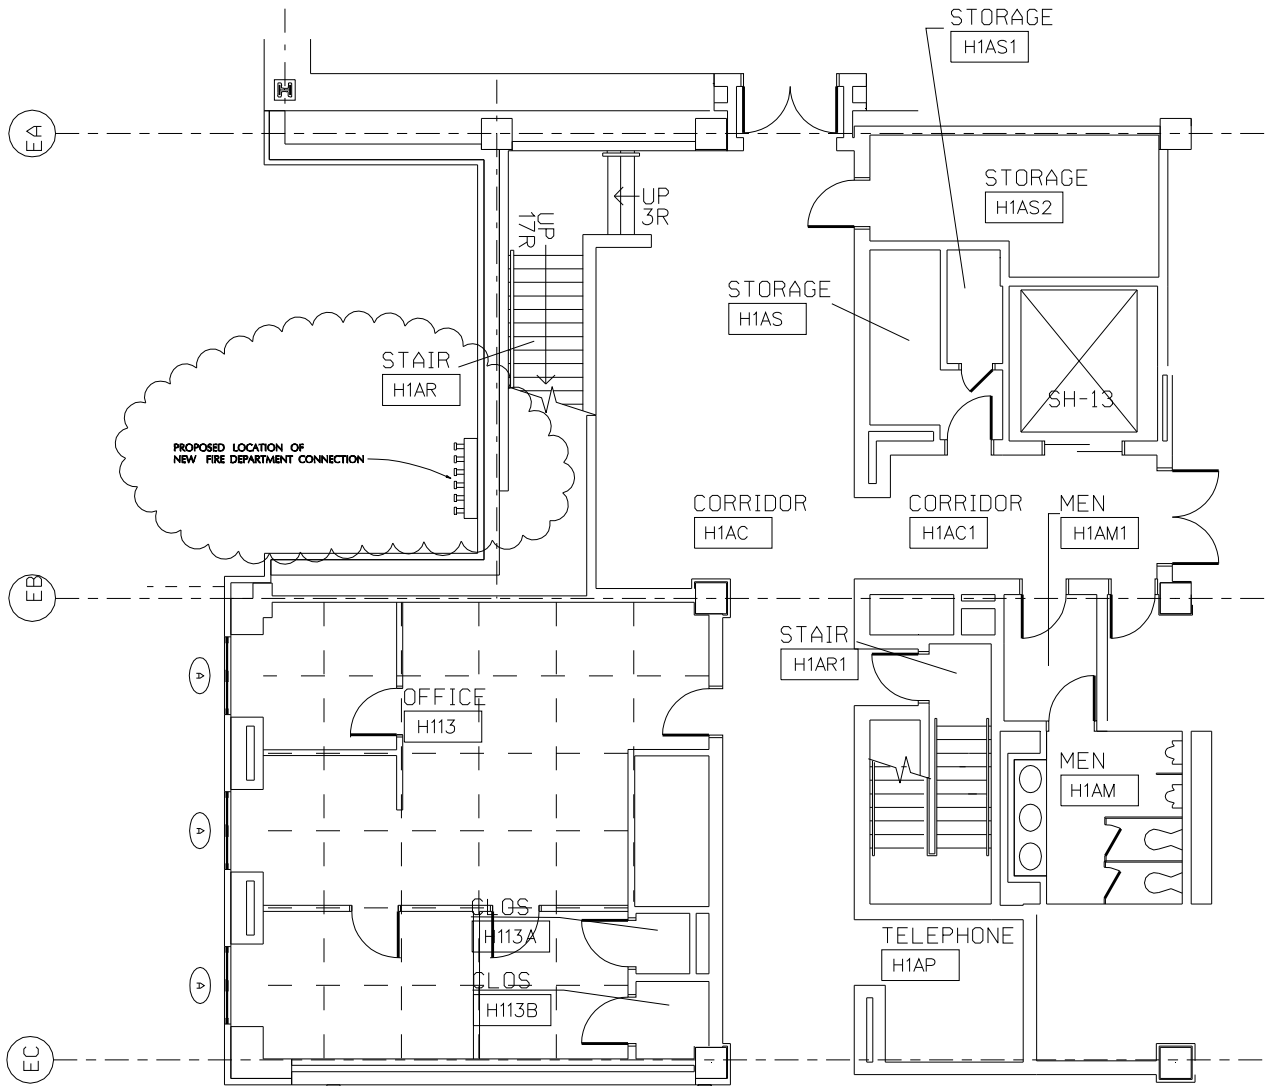 STORAGE
H1AS1
EA
STORAGE
H1AS2
UP
3R
UP
17R
STORAGE
H1AS
STAIR
H1AR
SH-13
PROPOSED LOCATION OF
NEW FIRE DEPARTMENT CONNECTION
CORRIDOR
H1AC
CORRIDOR
H1AC1
MEN
H1AM1
EB
STAIR
H1AR1
A
OFFICE
H113
MEN
H1AM
A
CLOS
H113A
TELEPHONE
H1AP
A
CLOS
H113B
EC